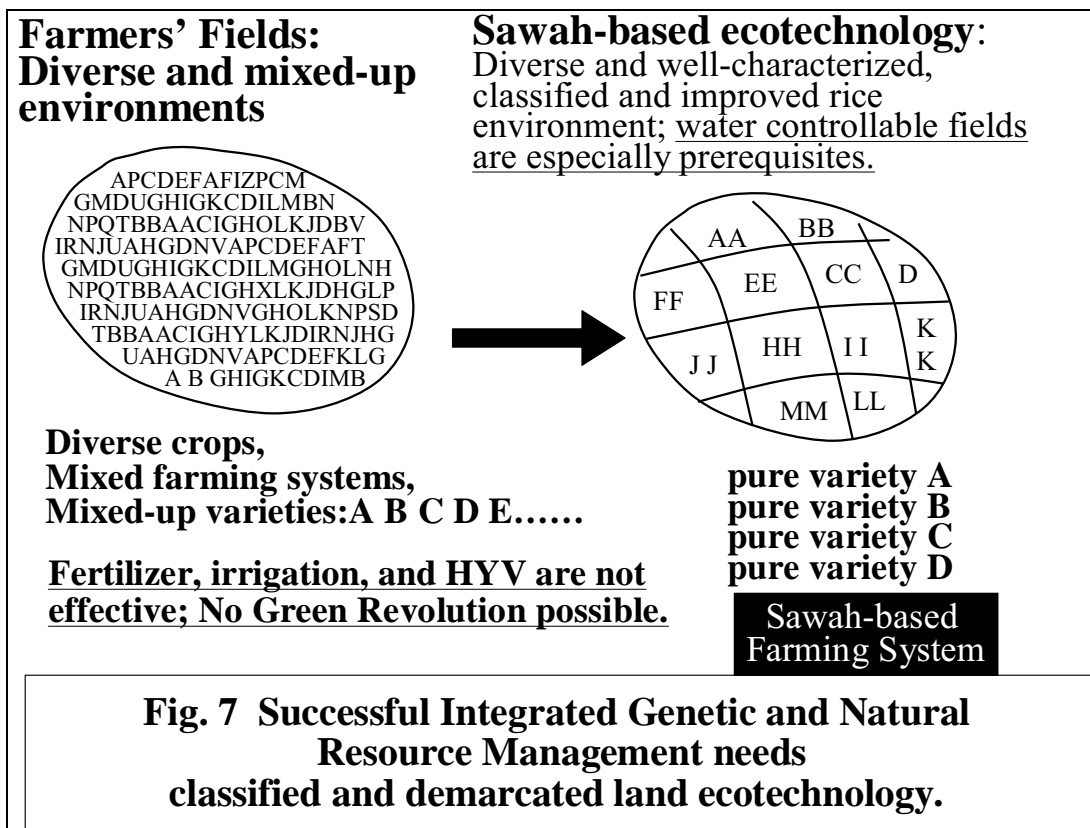 Farmers’ Fields:
Diverse and mixed-up
environments
APCDEFAFIZPCM
GMDUGHIGKCDILMBN
NPQTBBAACIGHOLKJDBV
IRNJUAHGDNVAPCDEFAFT
GMDUGHIGKCDILMGHOLNH
NPQTBBAACIGHXLKJDHGLP
IRNJUAHGDNVGHOLKNPSD
TBBAACIGHYLKJDIRNJHG
UAHGDNVAPCDEFKLG
A B GHIGKCDIMB
Diverse crops,
Mixed farming systems,
Mixed-up varieties:A B C D E......
Fertilizer, irrigation, and HYV are not
effective; No Green Revolution possible.
Sawah-based ecotechnology:
Diverse and well-characterized,
classified and improved rice
environment; water controllable fields
are especially prerequisites.
AA BB
FF EE CC D
J J HH I I K
K
MM LL
pure variety A
pure variety B
pure variety C
pure variety D
Sawah-based
Farming System
Fig. 7 Successful Integrated Genetic and Natural
Resource Management needs
classified and demarcated land ecotechnology.